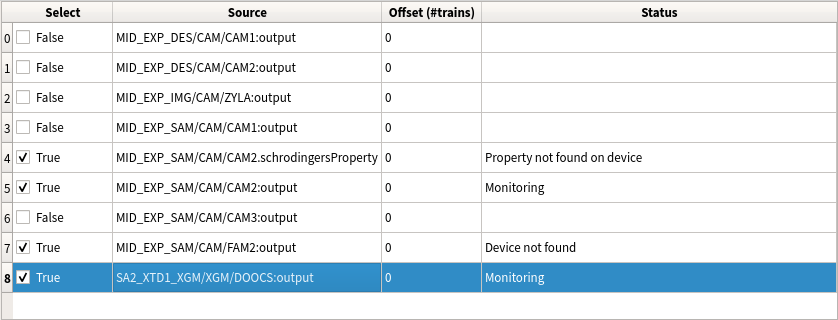 Select Source Offset (#trains) Status
0 False MID_EXP_DES/CAM/CAM1:output 0
1 False MID_EXP_DES/CAM/CAM2:output 0
2 False MID_EXP_IMG/CAM/ZYLA:output 0
3 False MID_EXP_SAM/CAM/CAM1:output 0
4 True MID_EXP_SAM/CAM/CAM2.schrodingersProperty 0 Property not found on device
5 True MID_EXP_SAM/CAM/CAM2:output 0 Monitoring
6 False MID_EXP_SAM/CAM/CAM3:output 0
7 True MID_EXP_SAM/CAM/FAM2:output 0 Device not found
8 True SA2_XTD1_XGM/XGM/DOOCS:output 0 Monitoring